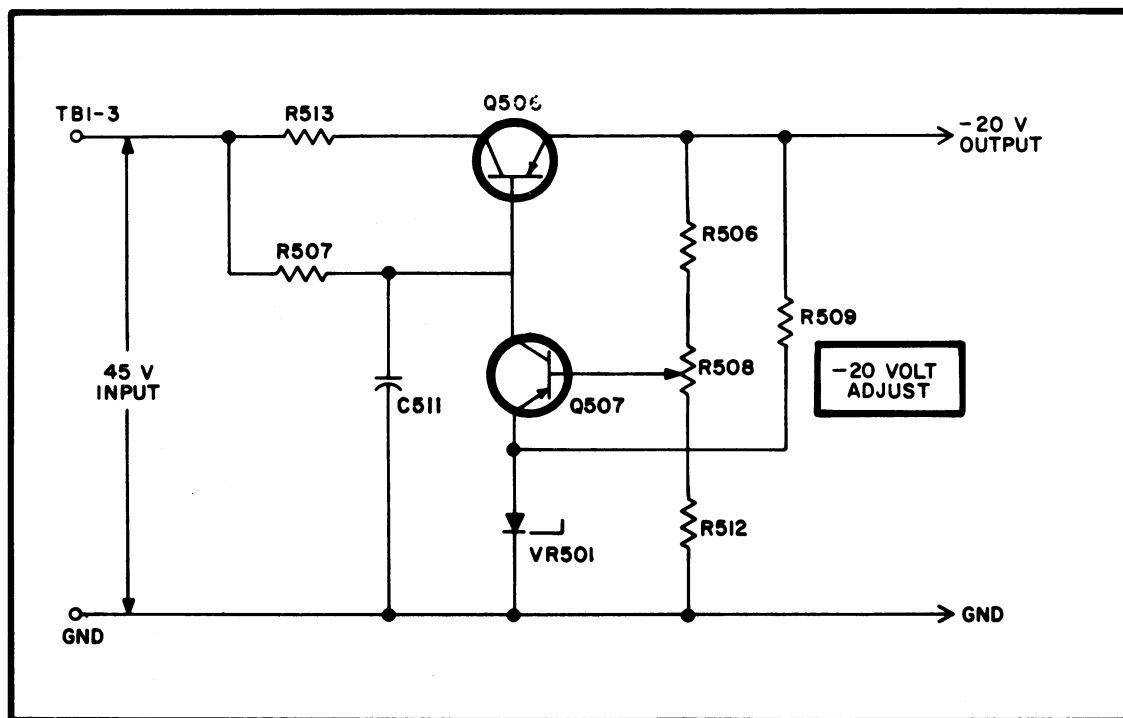 TB1-3
R513
Q506
-20 V
OUTPUT
R507
R506
R509
45 V
INPUT
C511
Q507
R508
-20 VOLT
ADJUST
VR501
R512
GND
GND